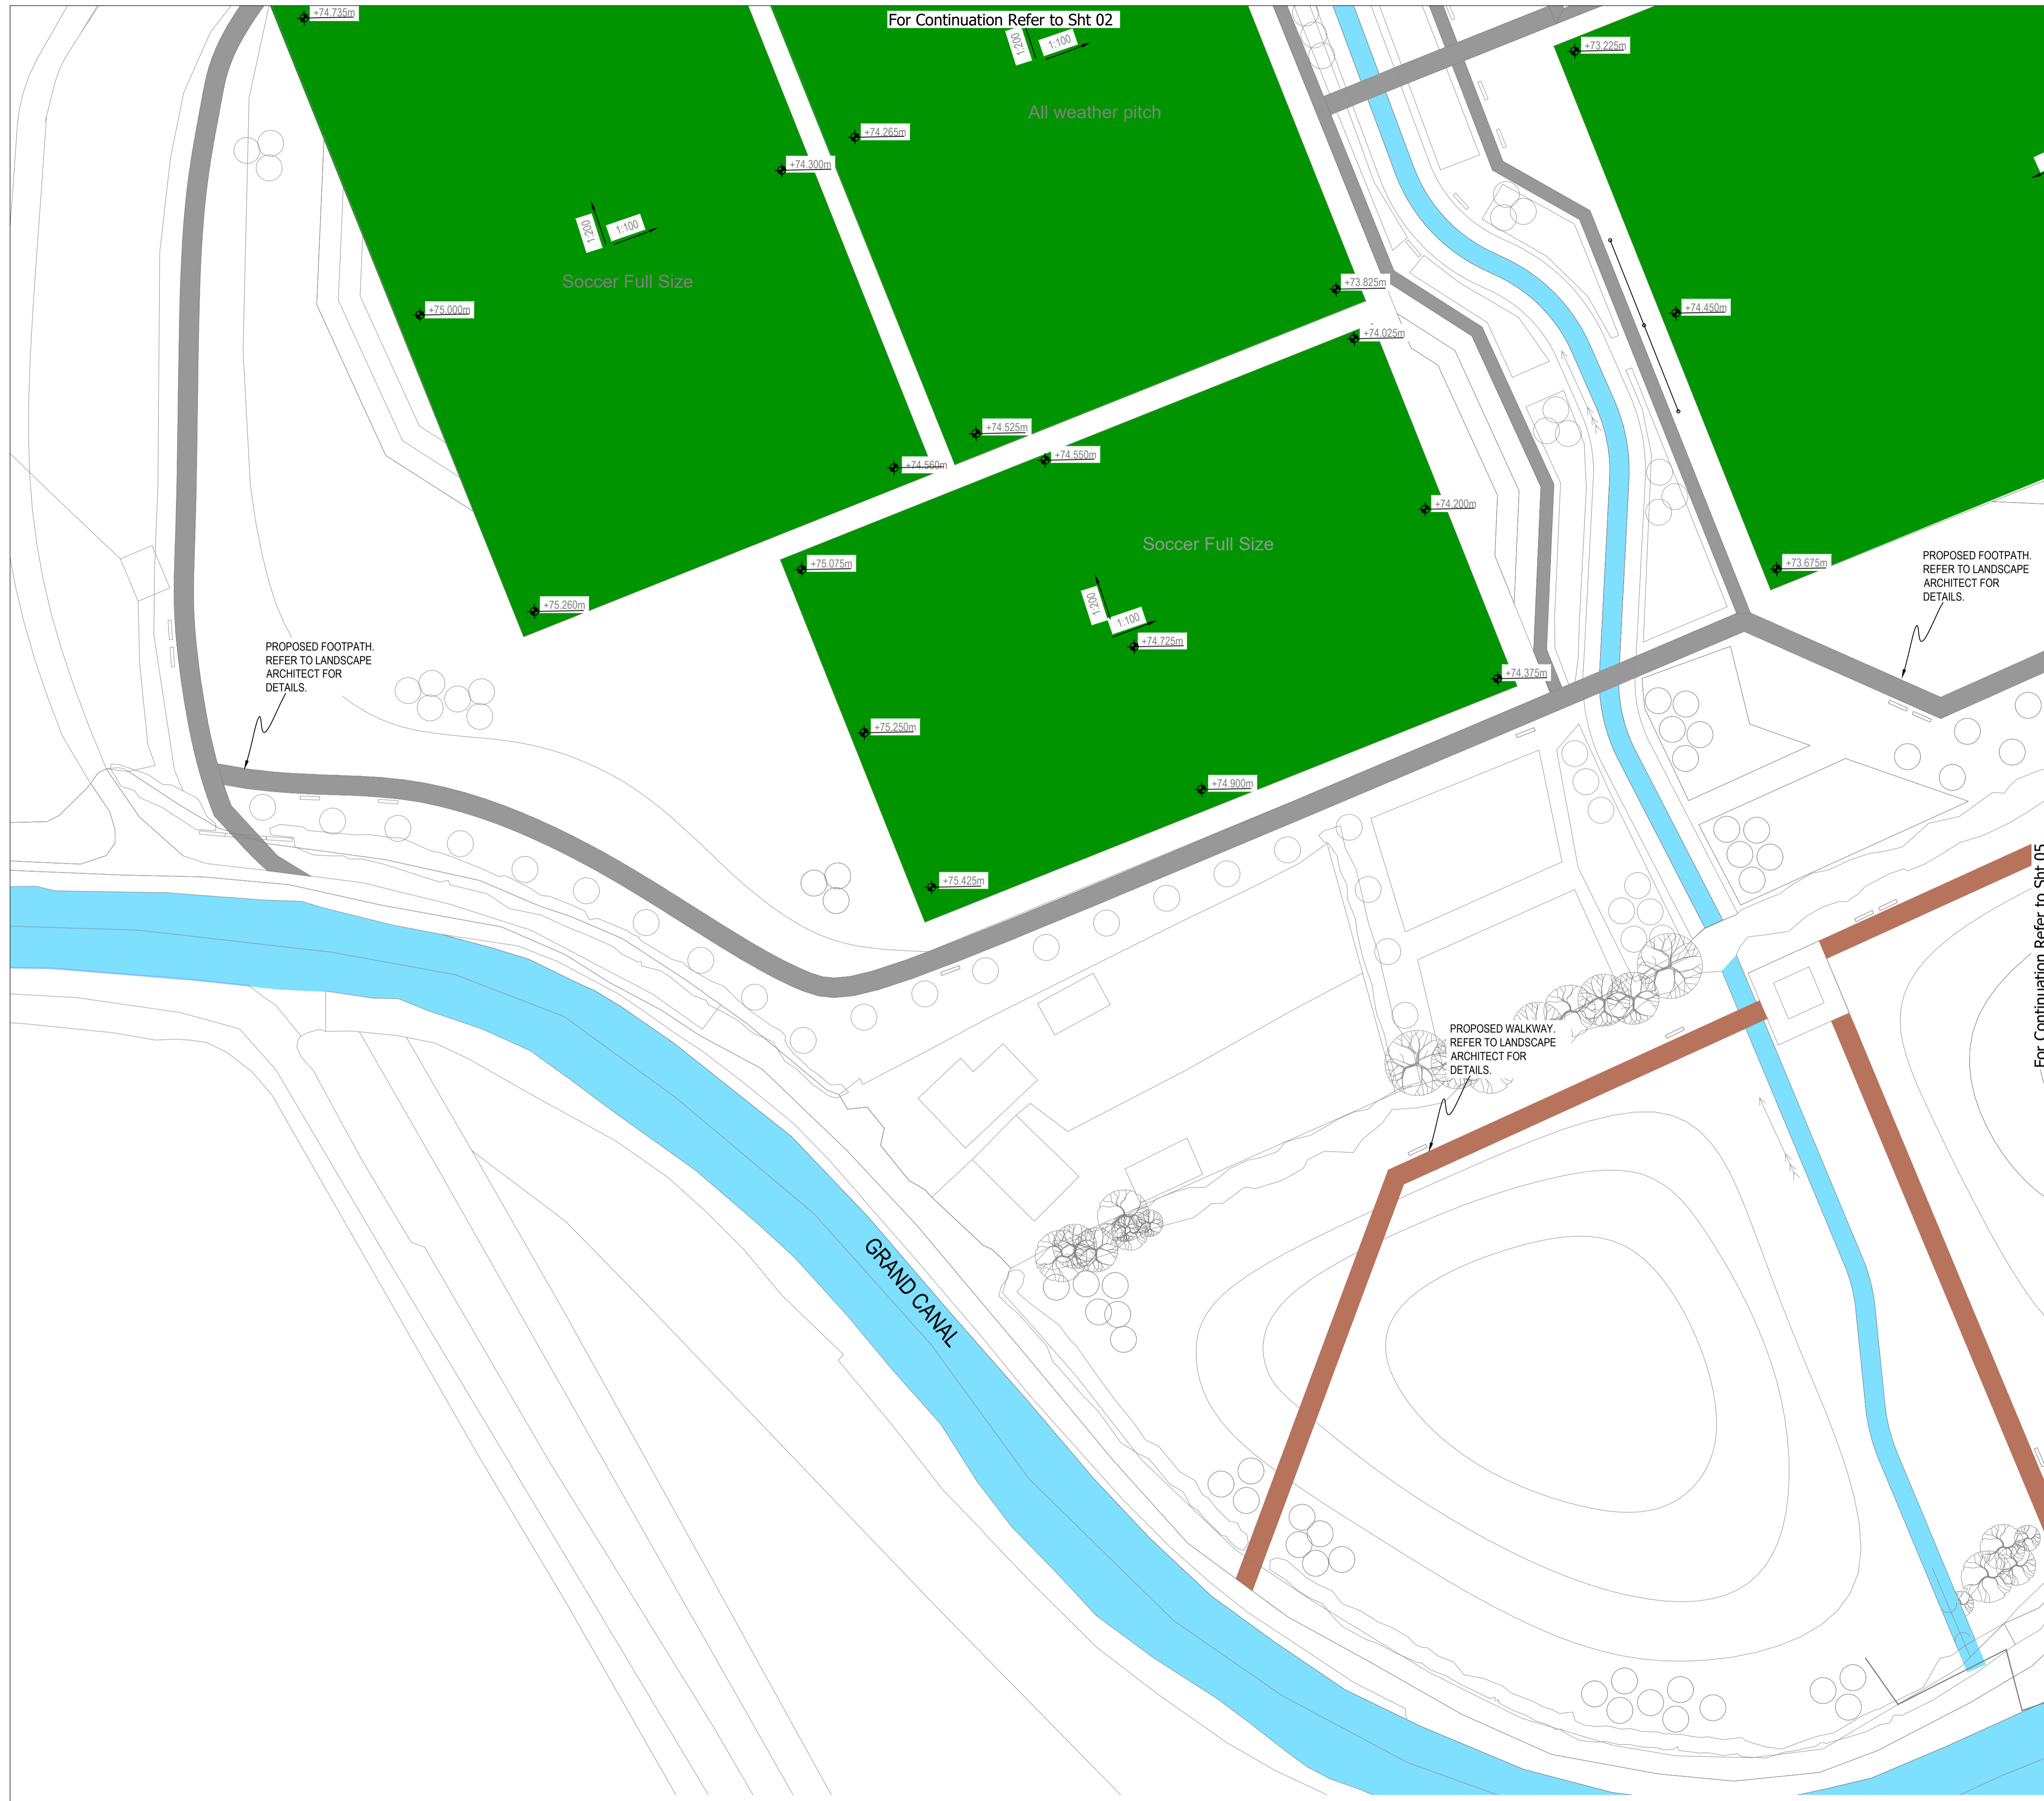 +74.735m
For Continuation Refer to Sht 02
1:200
1:100
+73.225m
All weather pitch
+74.265m
+74.300m
1:200
1:100
Soccer Full Size
+73.825m
+75.000m
+74.450m
+74.025m
+74.525m
+74.550m
+74.560m
+74.200m
Soccer Full Size
+75.075m
+73.675m
PROPOSED FOOTPATH.
REFER TO LANDSCAPE
ARCHITECT FOR
DETAILS.
+75.260m
1:200
1:100
+74.725m
PROPOSED FOOTPATH.
REFER TO LANDSCAPE
ARCHITECT FOR
DETAILS.
+74.375m
+75.250m
+74.900m
+75.425m
For Continuation Refer to Sht 05
PROPOSED WALKWAY.
REFER TO LANDSCAPE
ARCHITECT FOR
DETAILS.
GRAND CANAL